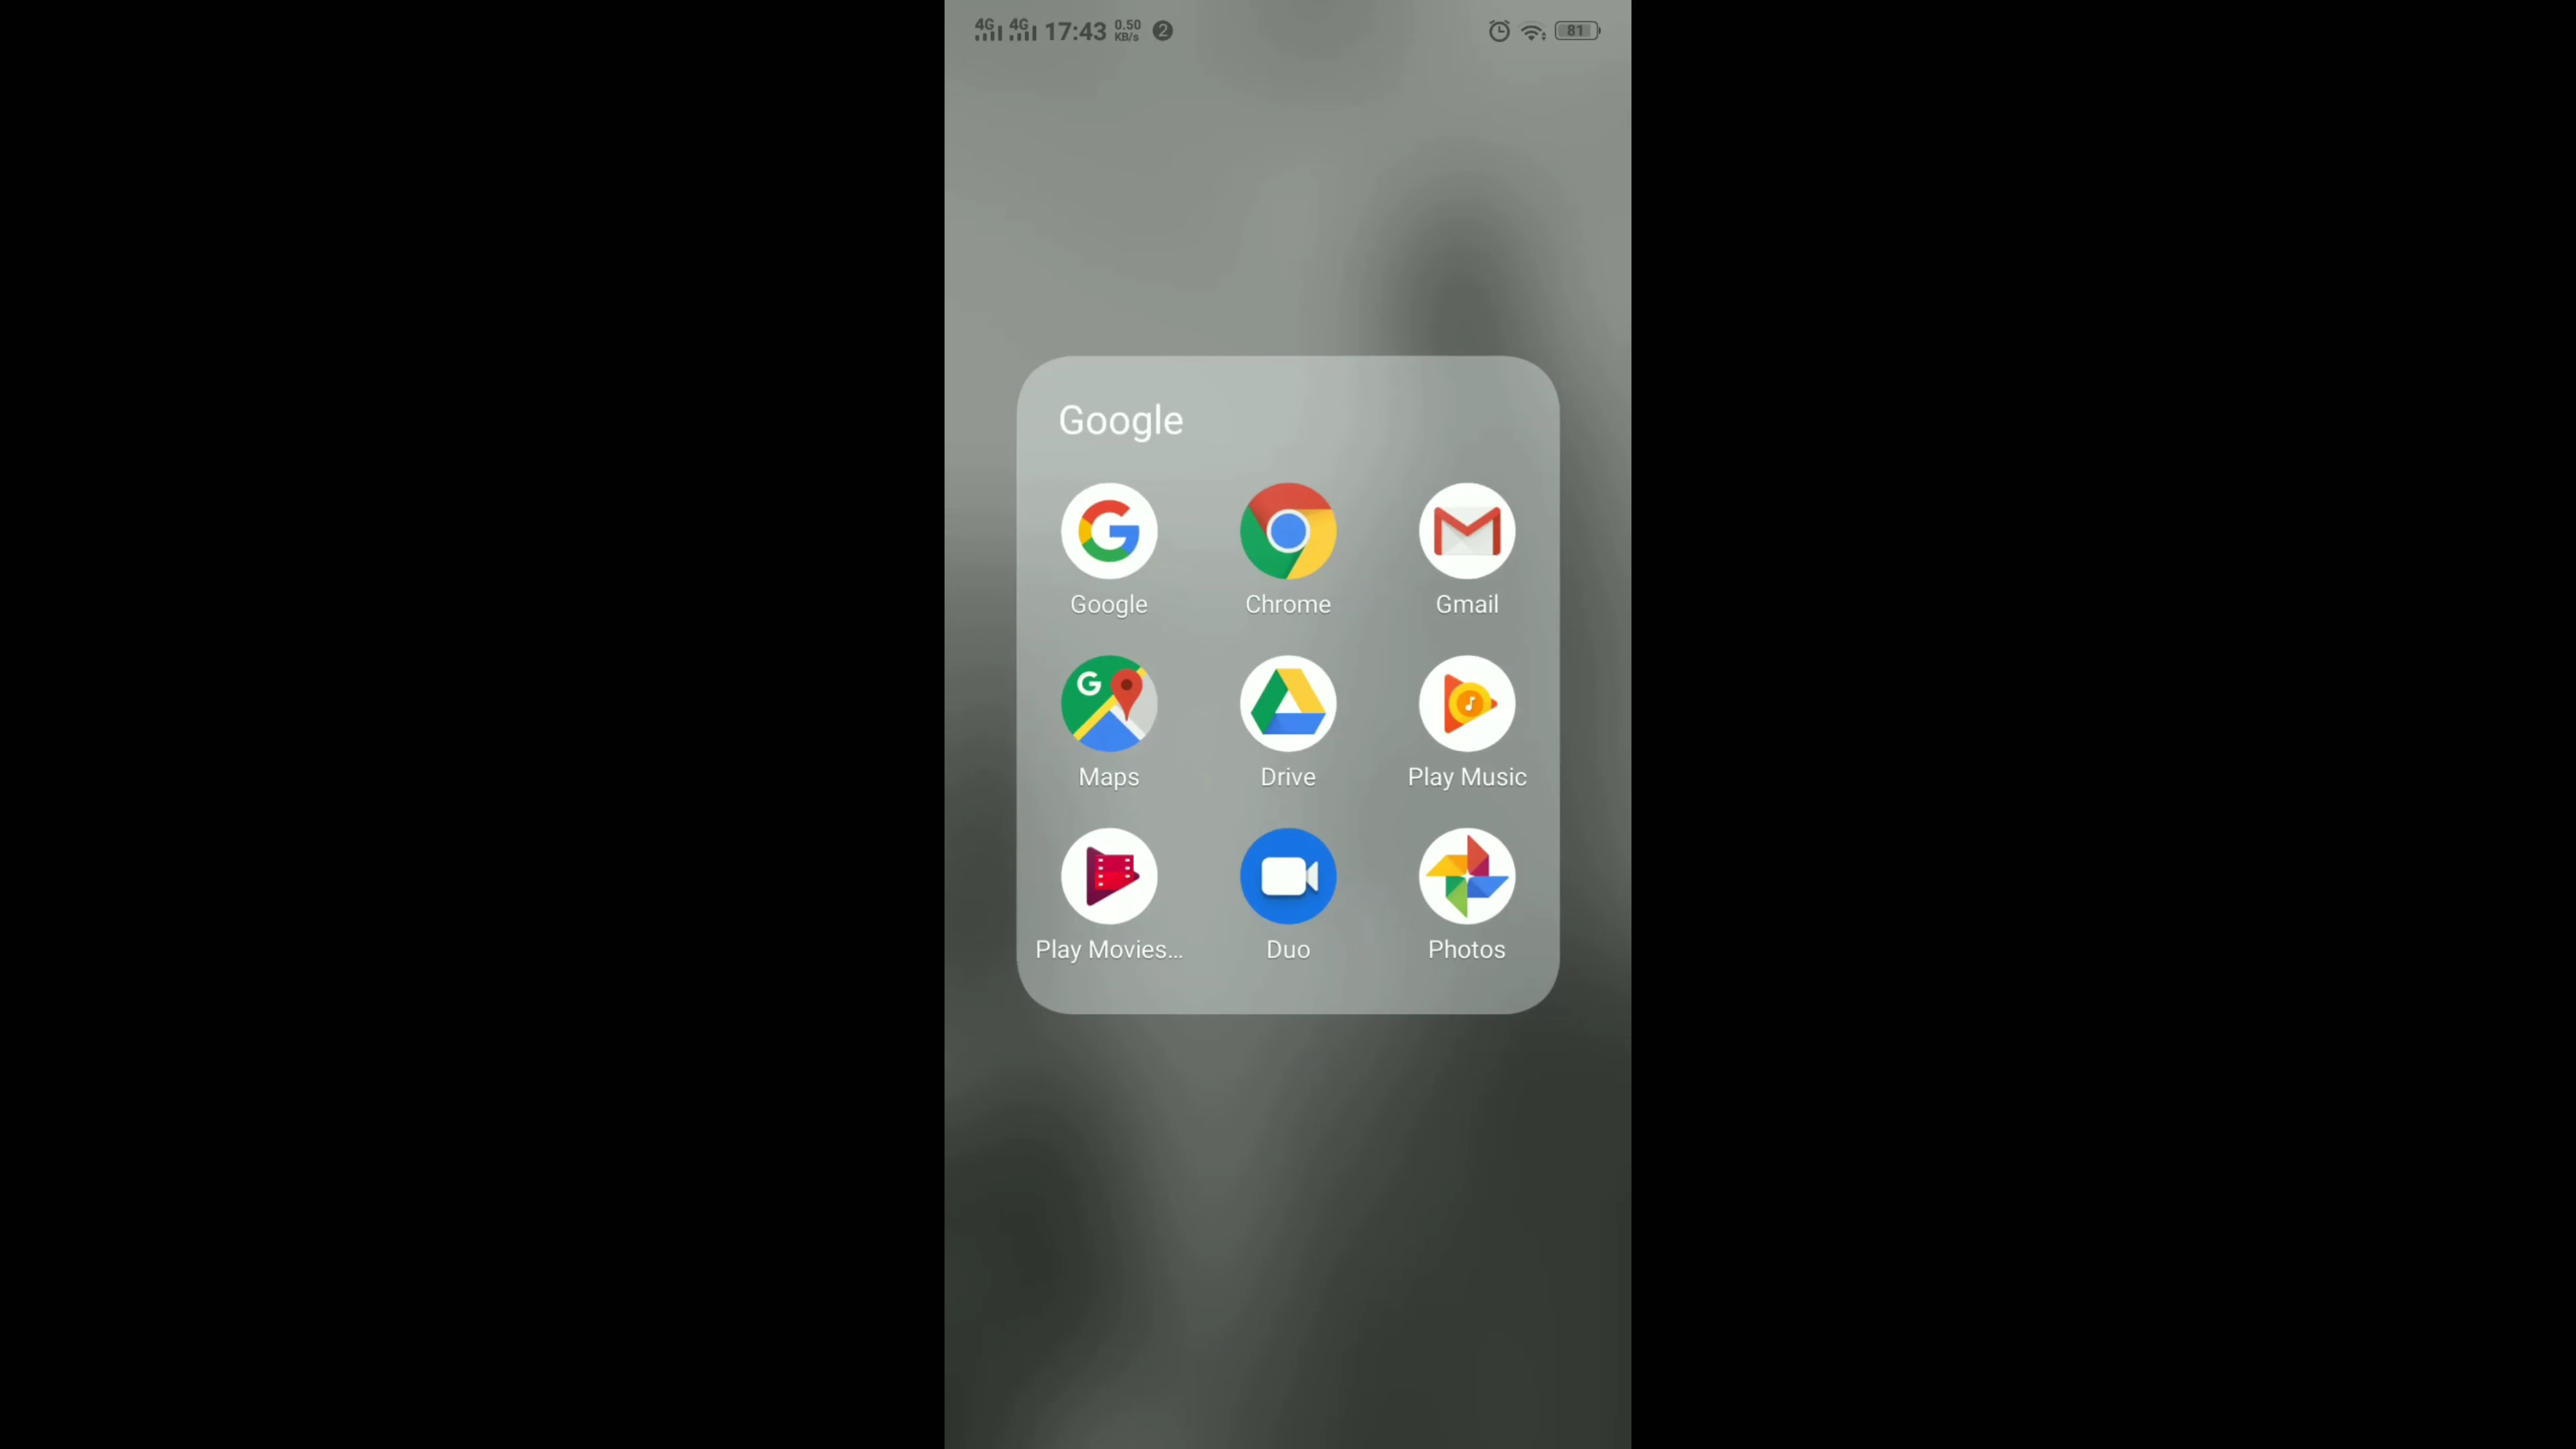 4G 4G 17:43 0.50 KB/s 2 81
Google
Google Chrome Gmail
Maps Drive Play Music
Play Movies... Duo Photos